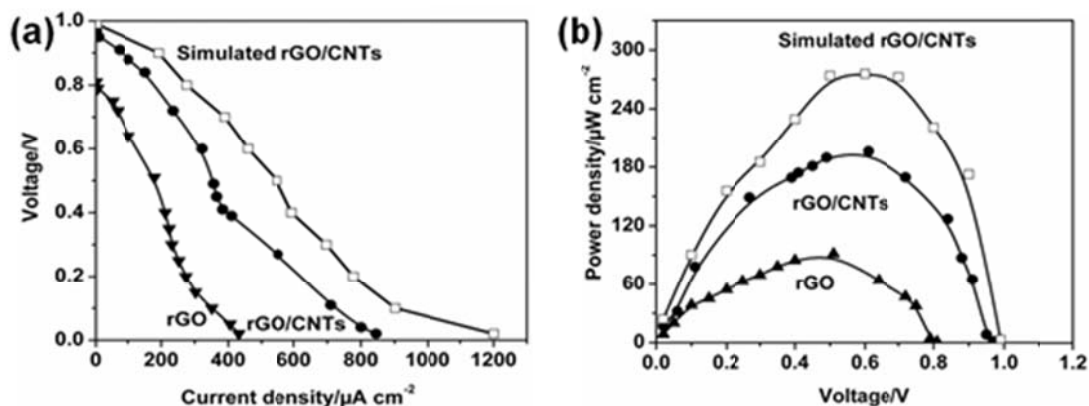 (a)
1.0
Simulated rGO/CNTs
0.8
0.6
0.4
0.2
0.0
rGO
rGO/CNTs
0
200
400
600
800
1000
1200
Voltage/V
Current density/µA cm⁻²
(b)
300
Simulated rGO/CNTs
240
180
120
60
0
rGO/CNTs
rGO
0.0
0.2
0.4
0.6
0.8
1.0
1.2
Power density/µW cm⁻²
Voltage/V